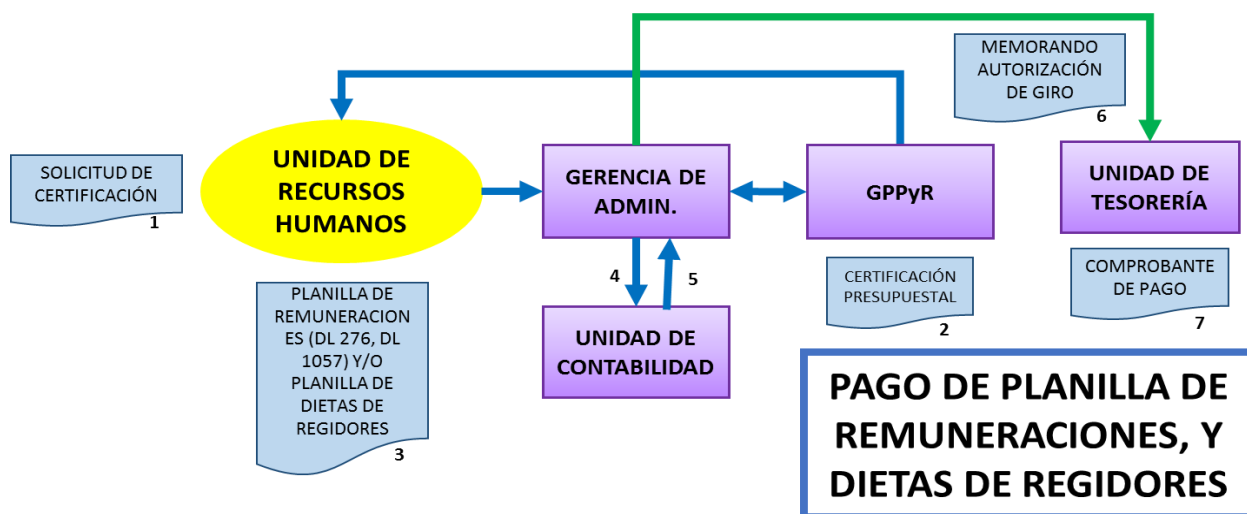 SOLICITUD DE
CERTIFICACIÓN
1
UNIDAD DE
RECURSOS
HUMANOS
PLANILLA DE
REMUNERACION
ES (DL 276, DL
1057) Y/O
PLANILLA DE
DIETAS DE
REGIDORES
3
GERENCIA DE
ADMIN.
4
5
UNIDAD DE
CONTABILIDAD
GPPyR
CERTIFICACIÓN
PRESUPUESTAL
2
MEMORANDO
AUTORIZACIÓN
DE GIRO
6
UNIDAD DE
TESORERÍA
COMPROBANTE
DE PAGO
7
PAGO DE PLANILLA DE
REMUNERACIONES, Y
DIETAS DE REGIDORES